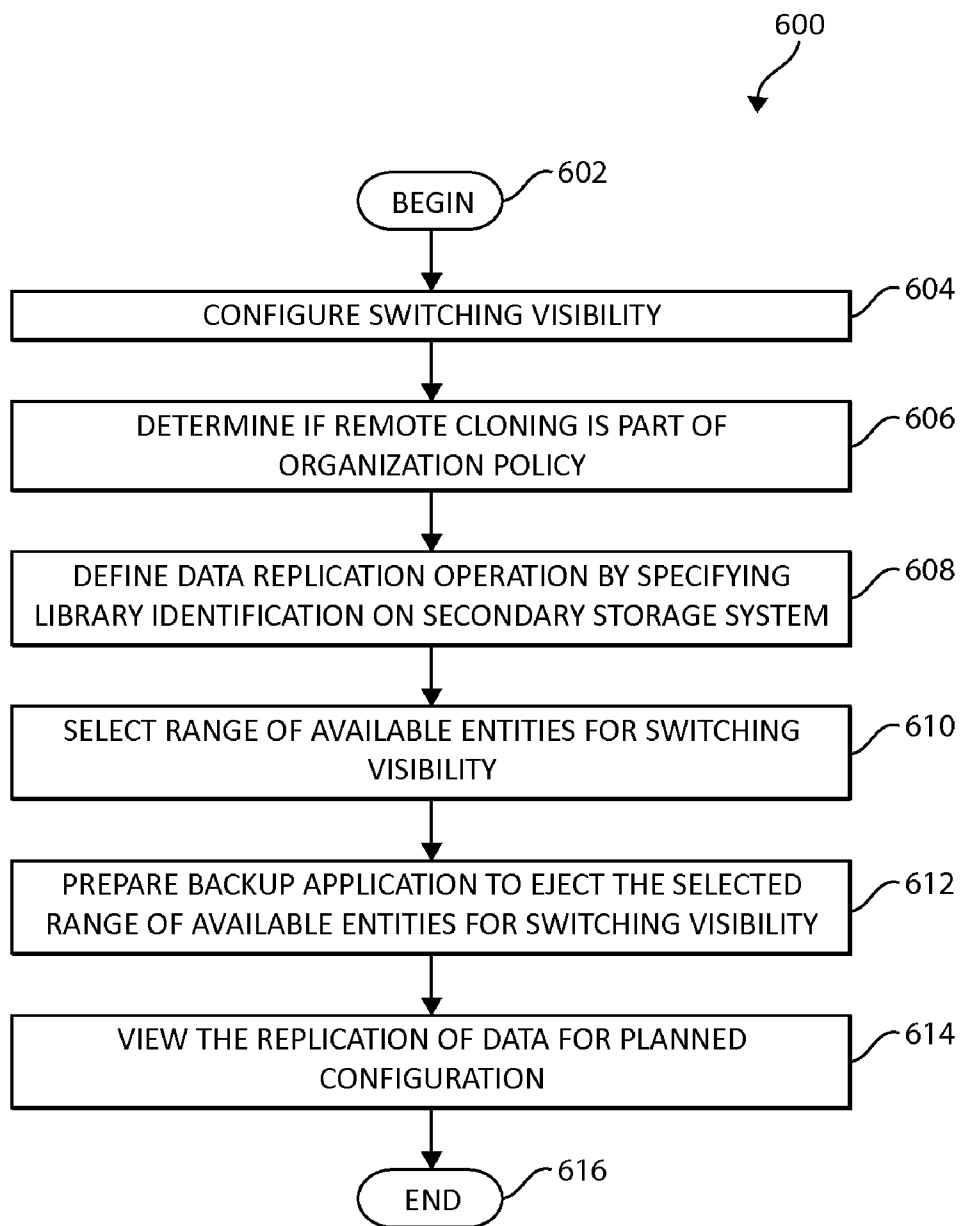 600
BEGIN
602
CONFIGURE SWITCHING VISIBILITY
604
DETERMINE IF REMOTE CLONING IS PART OF
ORGANIZATION POLICY
606
DEFINE DATA REPLICATION OPERATION BY SPECIFYING
LIBRARY IDENTIFICATION ON SECONDARY STORAGE SYSTEM
608
SELECT RANGE OF AVAILABLE ENTITIES FOR SWITCHING
VISIBILITY
610
PREPARE BACKUP APPLICATION TO EJECT THE SELECTED
RANGE OF AVAILABLE ENTITIES FOR SWITCHING VISIBILITY
612
VIEW THE REPLICATION OF DATA FOR PLANNED
CONFIGURATION
614
END
616